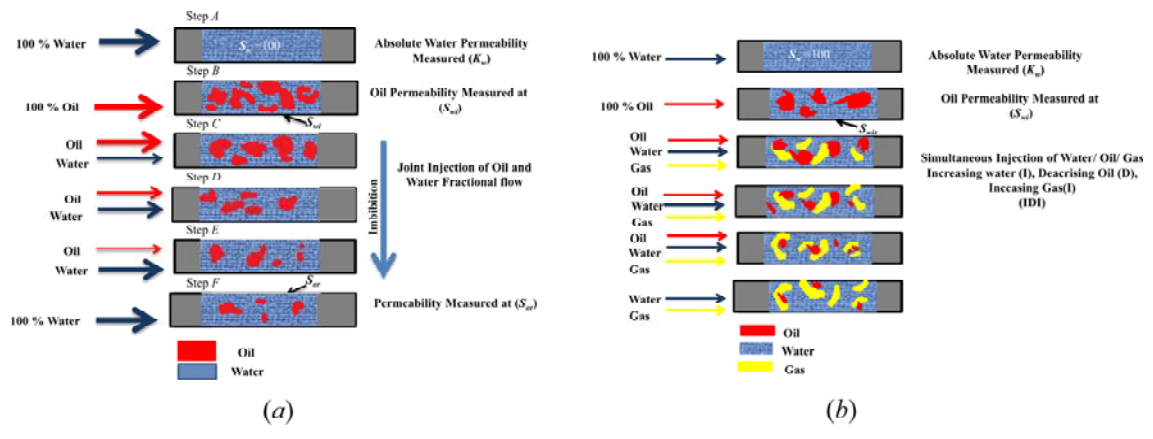 Step A
100 % Water
Sw=100
Absolute Water Permeability
Measured (Kw)
Step B
100 % Oil
Oil Permeability Measured at
(Swi)
Swi
Step C
Oil
Water
Joint Injection of Oil and
Water Fractional flow
Step D
Oil
Water
Imbibition
Step E
Oil
Water
Step F
Sor
100 % Water
Permeability Measured at (Sor)
Oil
Water
(a)
100 % Water
Sw=100
Absolute Water Permeability
Measured (Kw)
100 % Oil
Oil Permeability Measured at
(Swi)
Oil
Water
Gas
Simultaneous Injection of Water/ Oil/ Gas
Increasing water (I), Deacrising Oil (D),
Inccasing Gas(I)
(IDI)
Oil
Water
Gas
Oil
Water
Gas
Water
Gas
Oil
Water
Gas
(b)